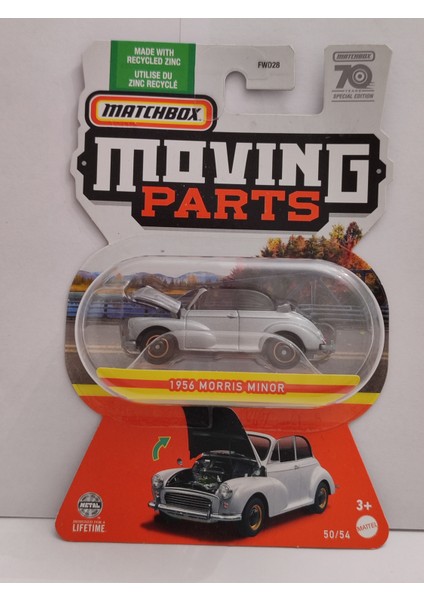 MADE WITH
RECYCLED ZINC
UTILISE DU
ZINC RECYCLÉ
FWD28
MATCHBOX
70
YEARS
SPECIAL EDITION
MATCHBOX
MOVING
PARTS
1956 MORRIS MINOR
METAL
LIFETIME
3+
MATTEL
50/54